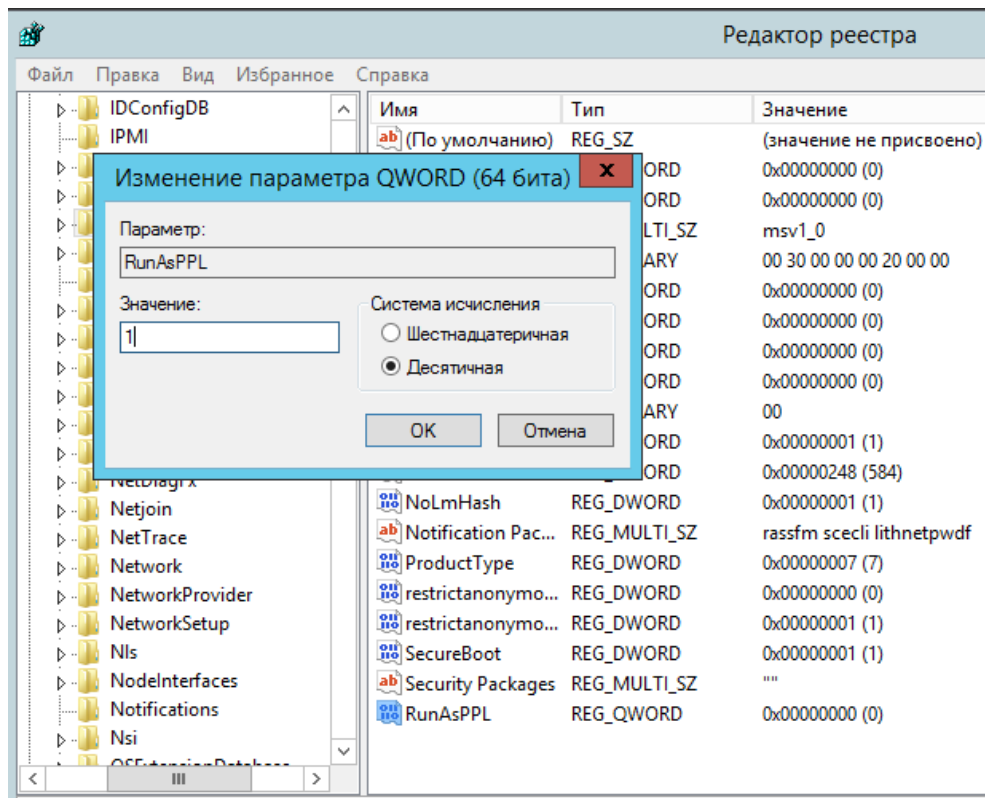 Редактор реестра
Файл Правка Вид Избранное Справка
IDConfigDB
IPMI
Netjoin
NetTrace
Network
NetworkProvider
NetworkSetup
Nls
NodeInterfaces
Notifications
Nsi
Имя Тип Значение
(По умолчанию) REG_SZ (значение не присвоено)
ORD 0x00000000 (0)
ORD 0x00000000 (0)
LTI_SZ msv1_0
ARY 00 30 00 00 00 20 00 00
ORD 0x00000000 (0)
ORD 0x00000000 (0)
ORD 0x00000000 (0)
ORD 0x00000000 (0)
ARY 00
ORD 0x00000001 (1)
ORD 0x00000248 (584)
NoLmHash REG_DWORD 0x00000001 (1)
Notification Pac... REG_MULTI_SZ rassfm scecli lithnetpwdf
ProductType REG_DWORD 0x00000007 (7)
restrictanonymo... REG_DWORD 0x00000000 (0)
restrictanonymo... REG_DWORD 0x00000001 (1)
SecureBoot REG_DWORD 0x00000001 (1)
Security Packages REG_MULTI_SZ ""
RunAsPPL REG_QWORD 0x00000000 (0)
Изменение параметра QWORD (64 бита) x
Параметр:
RunAsPPL
Значение:
1
Система исчисления
Шестнадцатеричная
Десятичная
OK Отмена